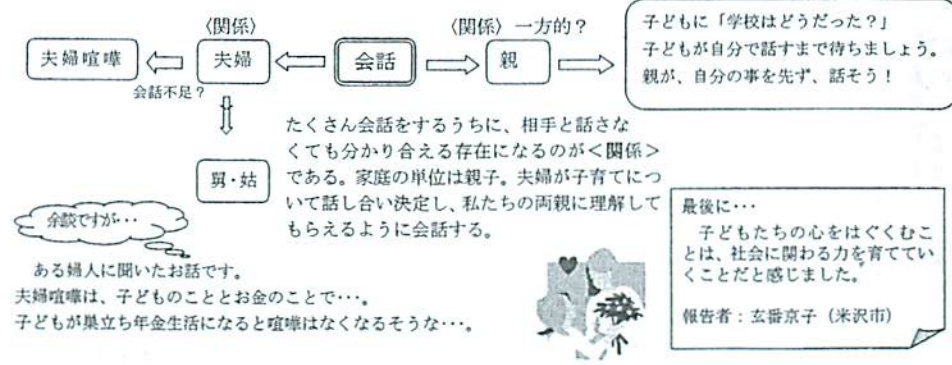 〈関係〉
〈関係〉 一方的?
夫婦喧嘩
夫婦
会話
親
会話不足?
子どもに「学校はどうだった?」
子どもが自分で話すまで待ちましょう。
親が、自分の事を先ず、話そう!
舅・姑
たくさん会話をするうちに、相手と話さな
くても分かり合える存在になるのが<関係>
である。家庭の単位は親子。夫婦が子育てにつ
いて話し合い決定し、私たちの両親に理解して
もらえるように会話する。
余談ですが・・・
ある婦人に聞いたお話です。
夫婦喧嘩は、子どものこととお金のことで・・・。
子どもが巣立ち年金生活になると喧嘩はなくなるそうな・・・。
最後に・・・
子どもたちの心をはぐくむこ
とは、社会に関わる力を育ててい
くことだと感じました。
報告者:玄番京子(米沢市)